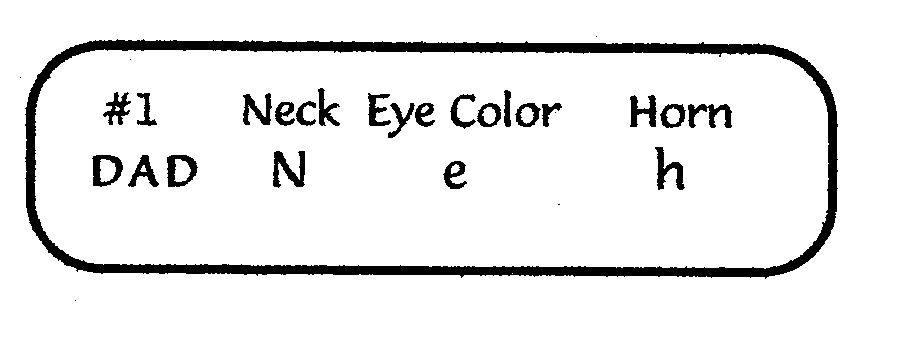 #1 Neck Eye Color Horn
DAD N e h